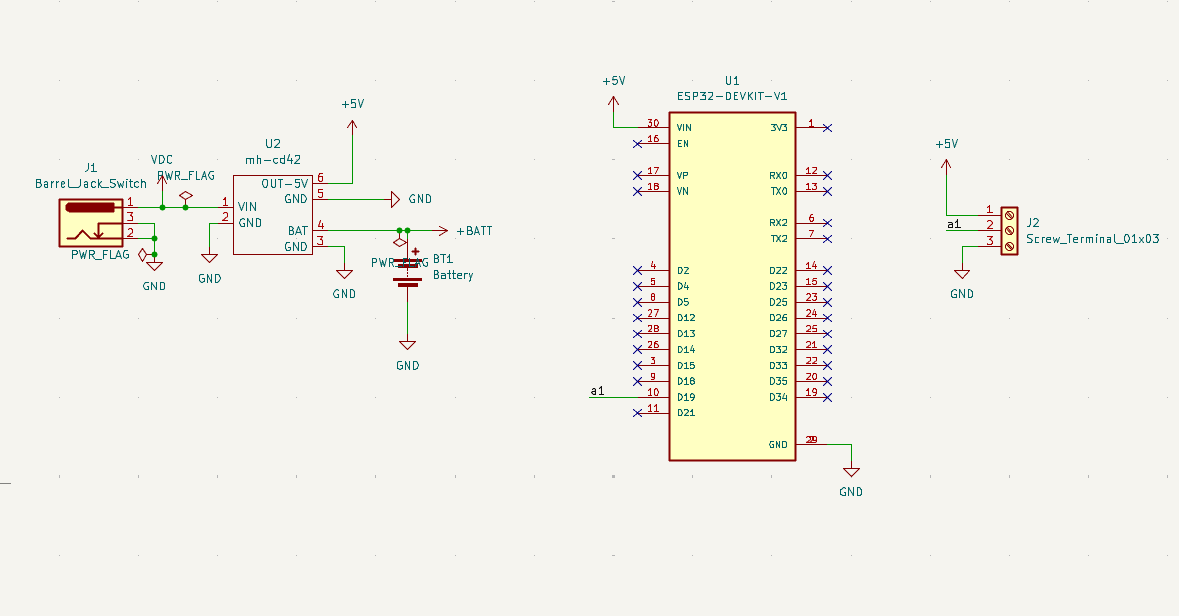 J1
Barrel_Jack_Switch
1
3
2
PWR_FLAG
GND
VDC
PWR_FLAG
U2
mh-cd42
1
2
VIN
GND
OUT-5V
GND
BAT
GND
6
5
4
3
GND
+5V
GND
+BATT
GND
PWR_FLAG
+
BT1
Battery
GND
+5V
U1
ESP32-DEVKIT-V1
30 VIN
16 EN
17 VP
18 VN
4 D2
5 D4
8 D5
27 D12
28 D13
26 D14
3 D15
9 D18
a1 10 D19
11 D21
3V3 1
RX0 12
TX0 13
RX2 6
TX2 7
D22 14
D23 15
D25 23
D26 24
D27 25
D32 21
D33 22
D35 20
D34 19
GND
GND
+5V
a1
1
2
3
GND
J2
Screw_Terminal_01x03